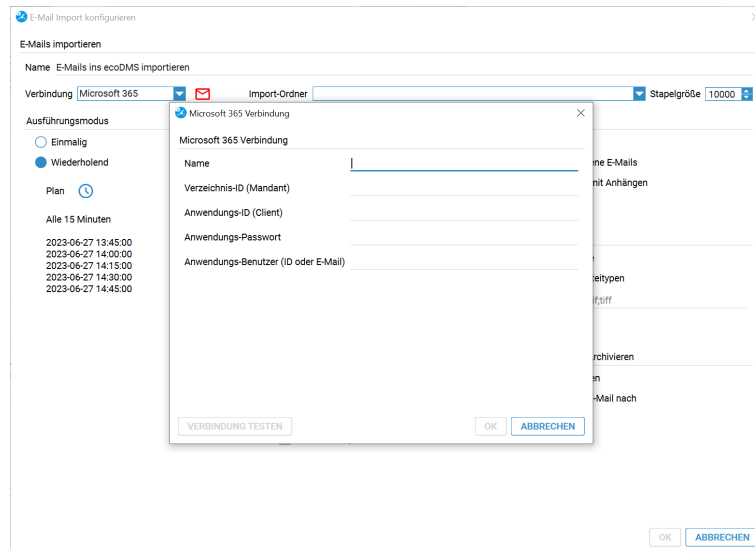 E-Mail Import konfigurieren
E-Mails importieren
Name E-Mails ins ecoDMS importieren
Verbindung Microsoft 365 Import-Ordner Stapelgröße 10000
Ausführungsmodus
Einmalig
Wiederholend
Plan
Alle 15 Minuten
2023-06-27 13:45:00
2023-06-27 14:00:00
2023-06-27 14:15:00
2023-06-27 14:30:00
2023-06-27 14:45:00
Microsoft 365 Verbindung
Microsoft 365 Verbindung
Name
Verzeichnis-ID (Mandant)
Anwendungs-ID (Client)
Anwendungs-Passwort
Anwendungs-Benutzer (ID oder E-Mail)
VERBINDUNG TESTEN OK ABBRECHEN
ne E-Mails
nit Anhängen
teitypen
if;tiff
rchivieren
en
-Mail nach
OK ABBRECHEN